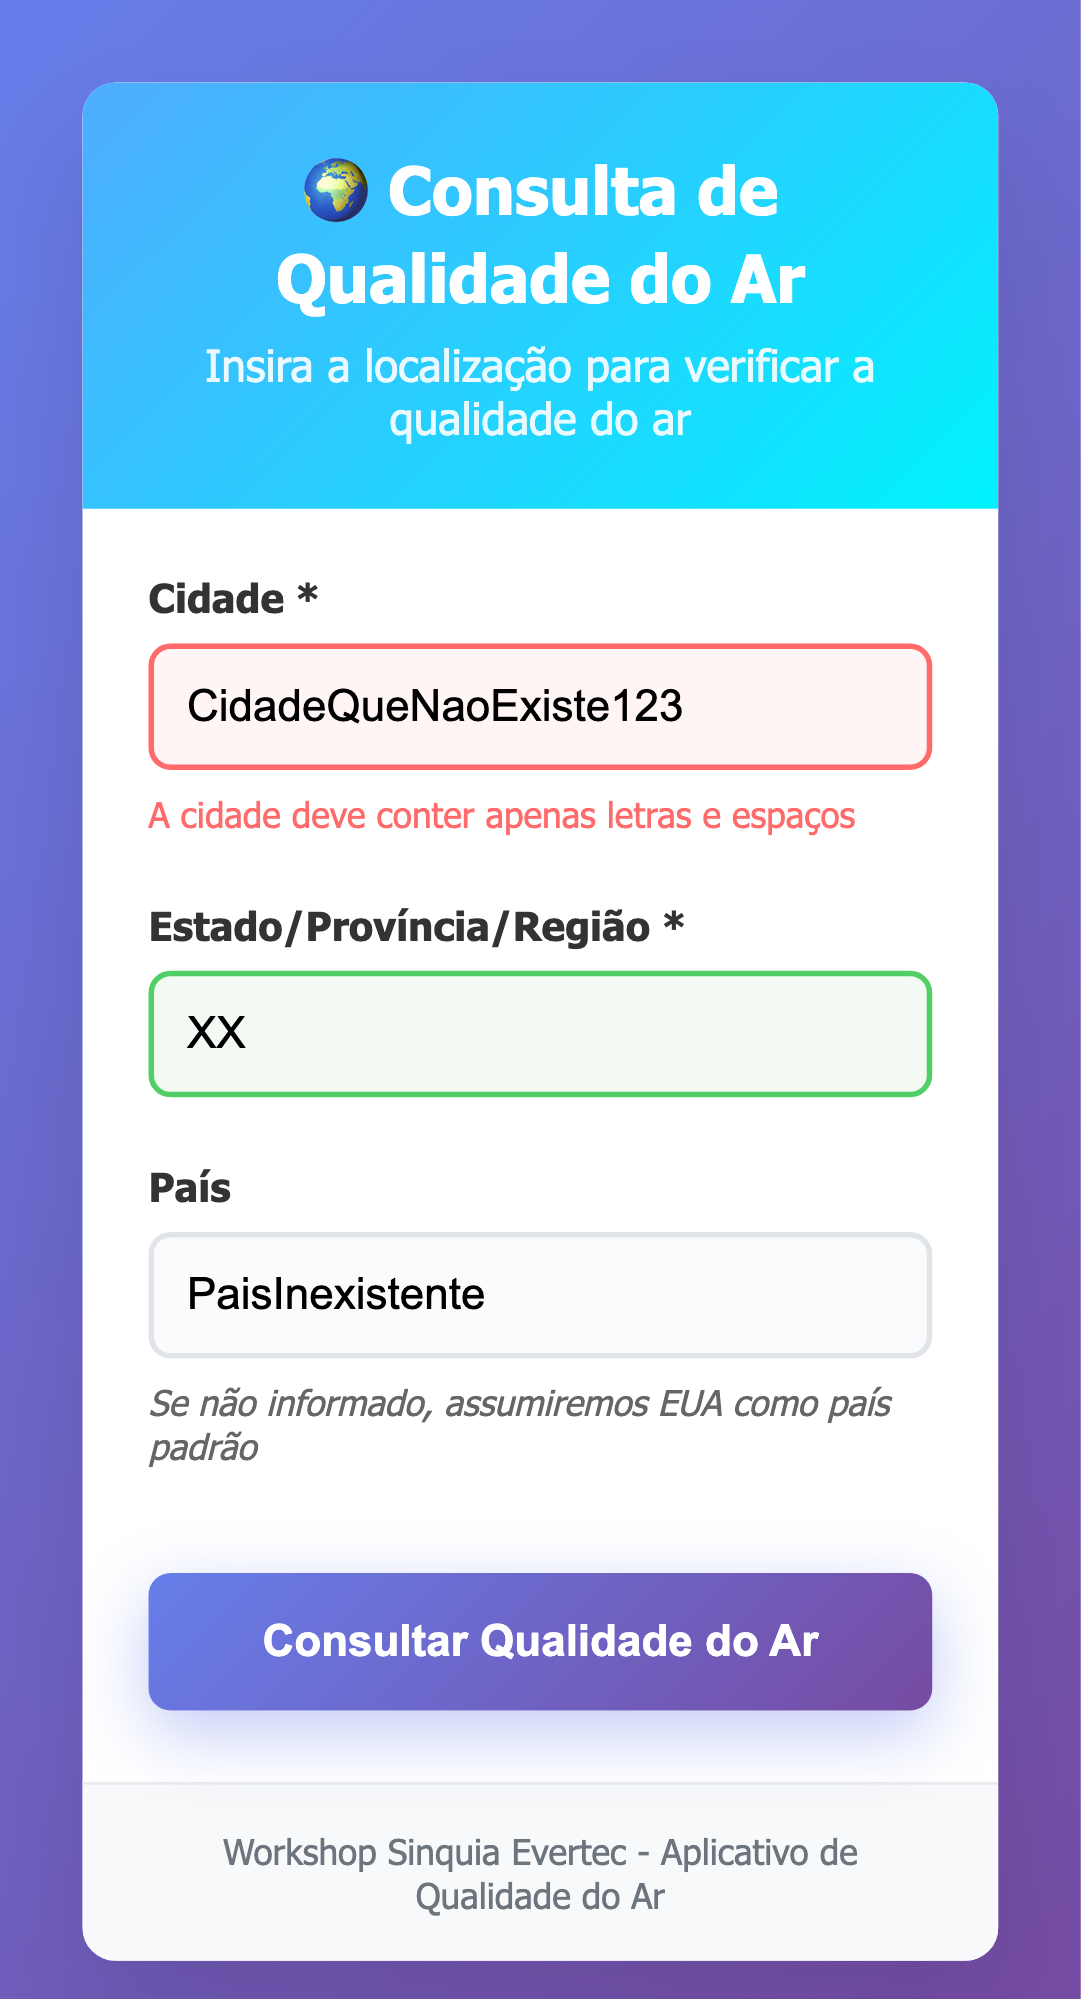 🌍 Consulta de
Qualidade do Ar
Insira a localização para verificar a
qualidade do ar
Cidade *
CidadeQueNaoExiste123
A cidade deve conter apenas letras e espaços
Estado/Província/Região *
XX
País
PaisInexistente
Se não informado, assumiremos EUA como país
padrão
Consultar Qualidade do Ar
Workshop Sinquia Evertec - Aplicativo de
Qualidade do Ar